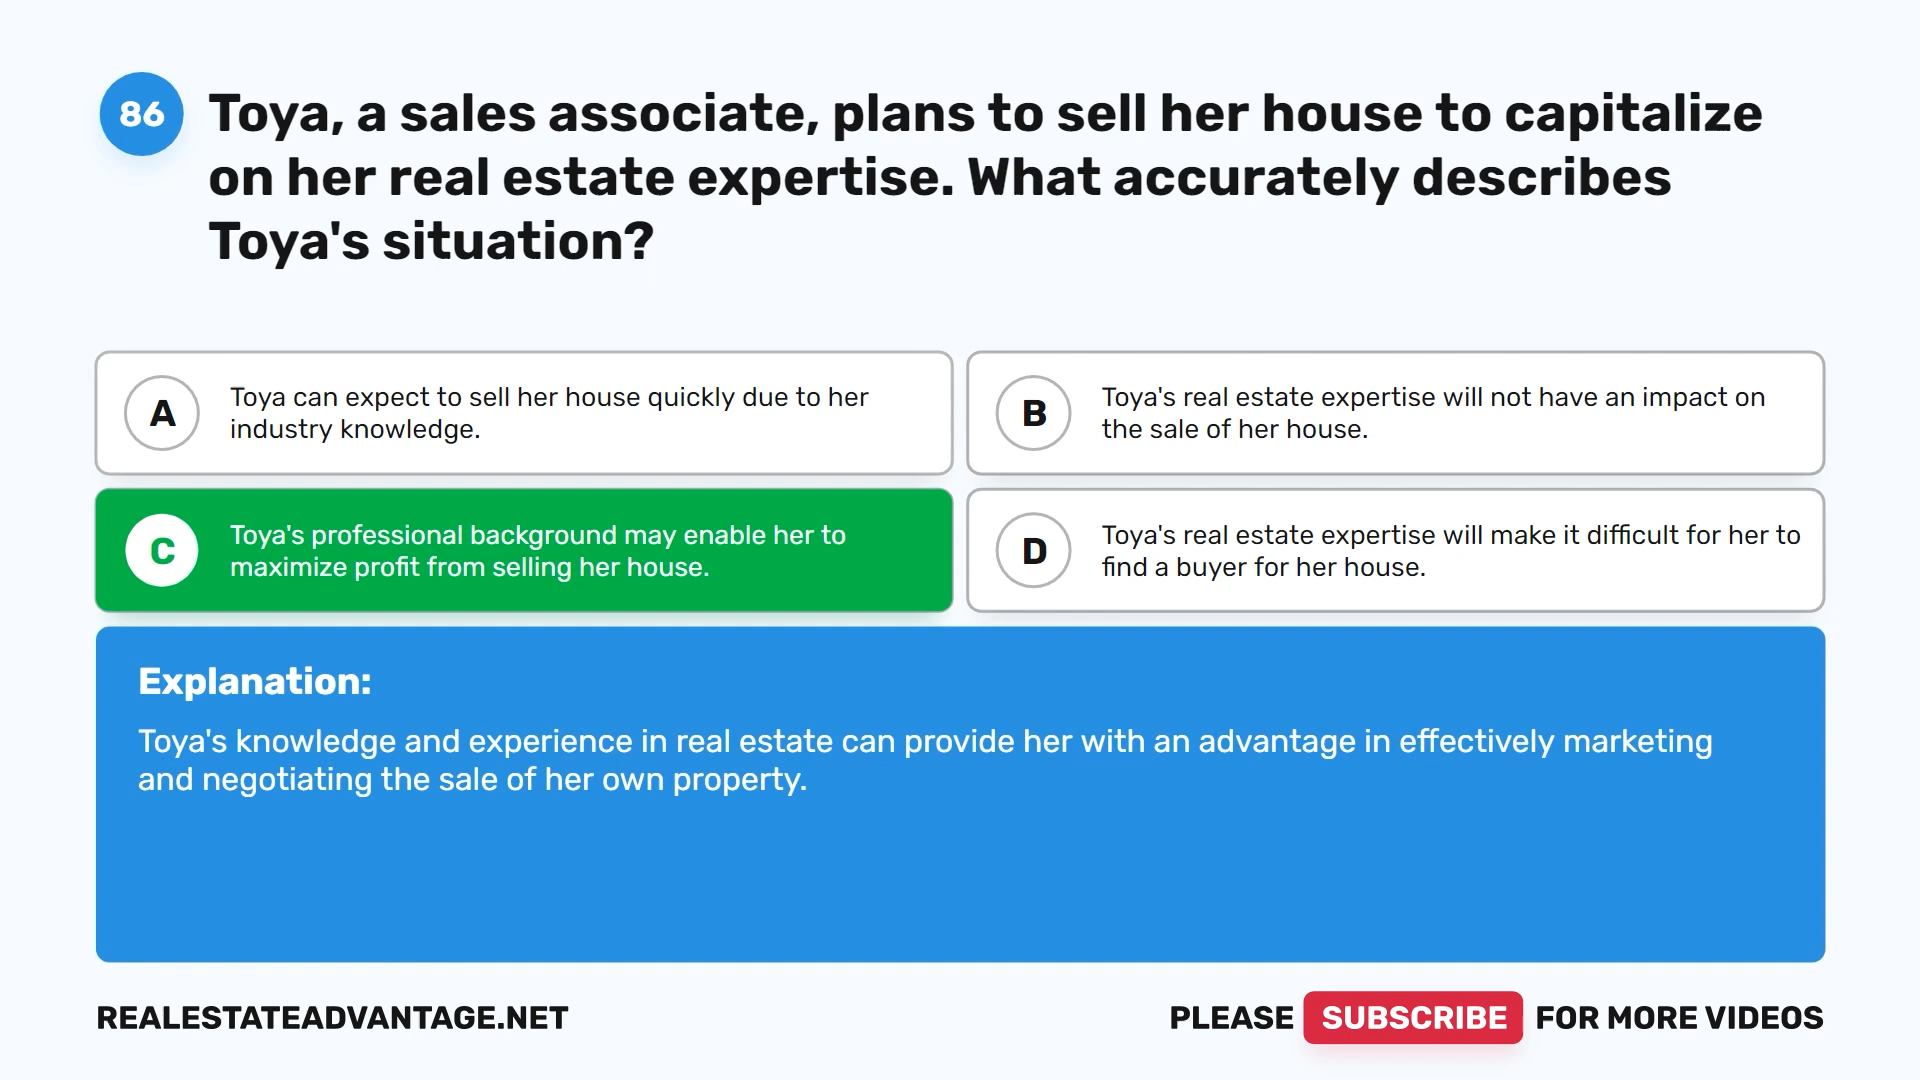 86
Toya, a sales associate, plans to sell her house to capitalize
on her real estate expertise. What accurately describes
Toya's situation?
A
Toya can expect to sell her house quickly due to her
industry knowledge.
B
Toya's real estate expertise will not have an impact on
the sale of her house.
C
Toya's professional background may enable her to
maximize profit from selling her house.
D
Toya's real estate expertise will make it difficult for her to
find a buyer for her house.
Explanation:
Toya's knowledge and experience in real estate can provide her with an advantage in effectively marketing
and negotiating the sale of her own property.
REALESTATEADVANTAGE.NET
PLEASE SUBSCRIBE FOR MORE VIDEOS